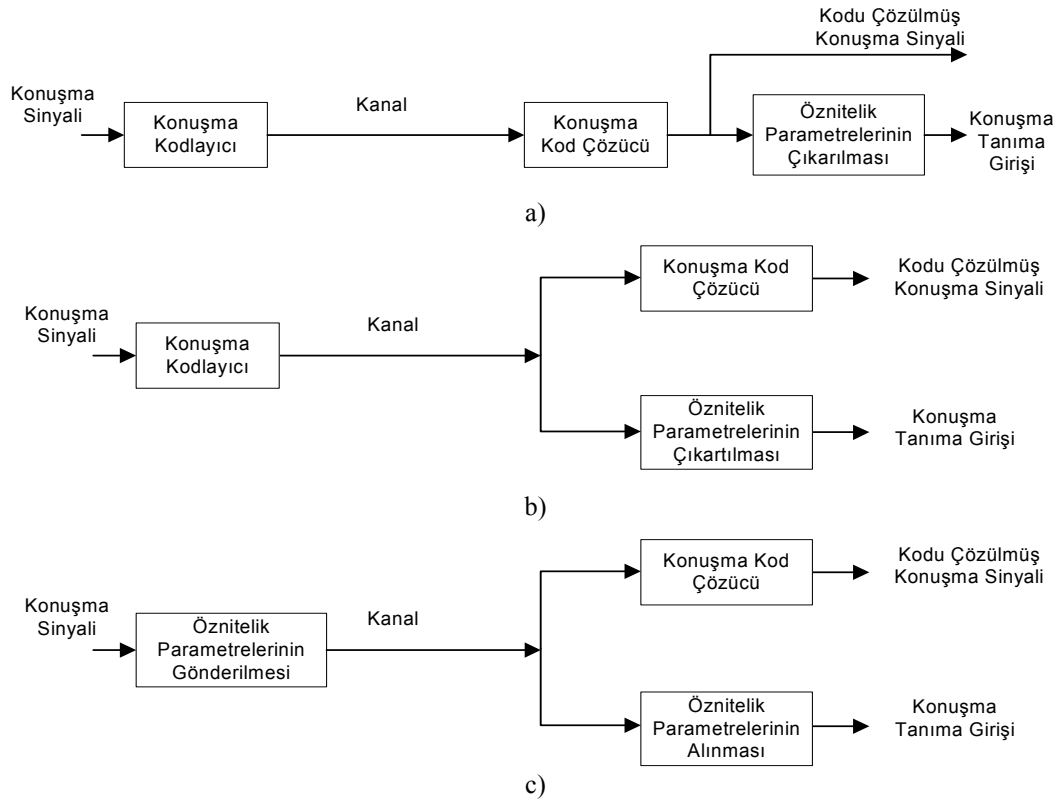 Kodu Çözülmüş
Konuşma Sinyali
Konuşma
Sinyali
Konuşma
Kodlayıcı
Kanal
Konuşma
Kod Çözücü
Öznitelik
Parametrelerinin
Çıkarılması
Konuşma
Tanıma
Girişi
a)
Konuşma
Sinyali
Konuşma
Kodlayıcı
Kanal
Konuşma Kod
Çözücü
Kodu Çözülmüş
Konuşma Sinyali
Öznitelik
Parametrelerinin
Çıkartılması
Konuşma
Tanıma Girişi
b)
Konuşma
Sinyali
Öznitelik
Parametrelerinin
Gönderilmesi
Kanal
Konuşma Kod
Çözücü
Kodu Çözülmüş
Konuşma Sinyali
Öznitelik
Parametrelerinin
Alınması
Konuşma
Tanıma Girişi
c)